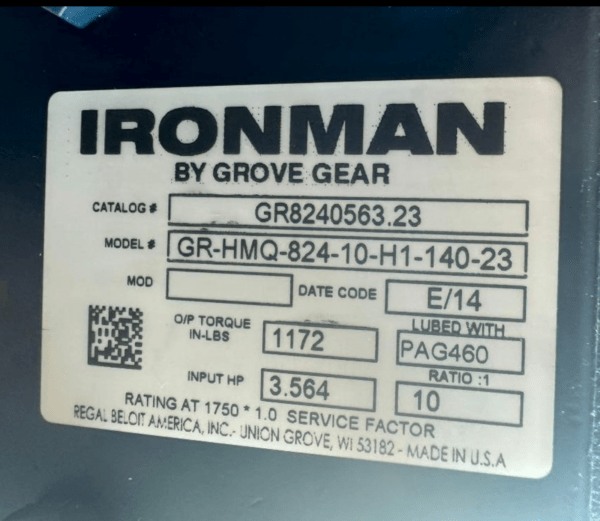 IRONMAN
BY GROVE GEAR
CATALOG # GR8240563.23
MODEL # GR-HMQ-824-10-H1-140-23
MOD DATE CODE E/14
O/P TORQUE IN-LBS 1172 LUBED WITH PAG460
INPUT HP 3.564 RATIO :1 10
RATING AT 1750 * 1.0 SERVICE FACTOR
REGAL BELOIT AMERICA, INC.- UNION GROVE, WI 53182 - MADE IN U.S.A